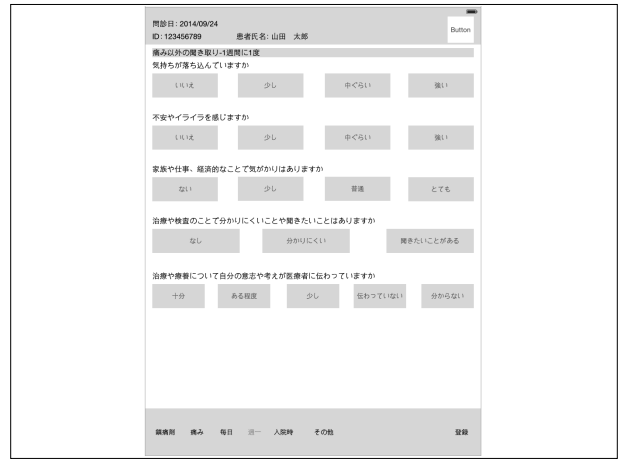 問診日: 2014/09/24
ID: 123456789 患者氏名: 山田 太郎
Button
痛み以外の聞き取り-1週間に1度
気持ちが落ち込んでいますか
いいえ 少し 中ぐらい 強い
不安やイライラを感じますか
いいえ 少し 中ぐらい 強い
家族や仕事、経済的なことで気がかりはありますか
ない 少し 普通 とても
治療や検査のことで分かりにくいことや聞きたいことはありますか
なし 分かりにくい 聞きたいことがある
治療や療養について自分の意志や考えが医療者に伝わっていますか
十分 ある程度 少し 伝わっていない 分からない
鎮痛剤 痛み 毎日 週一 入院時 その他 登録